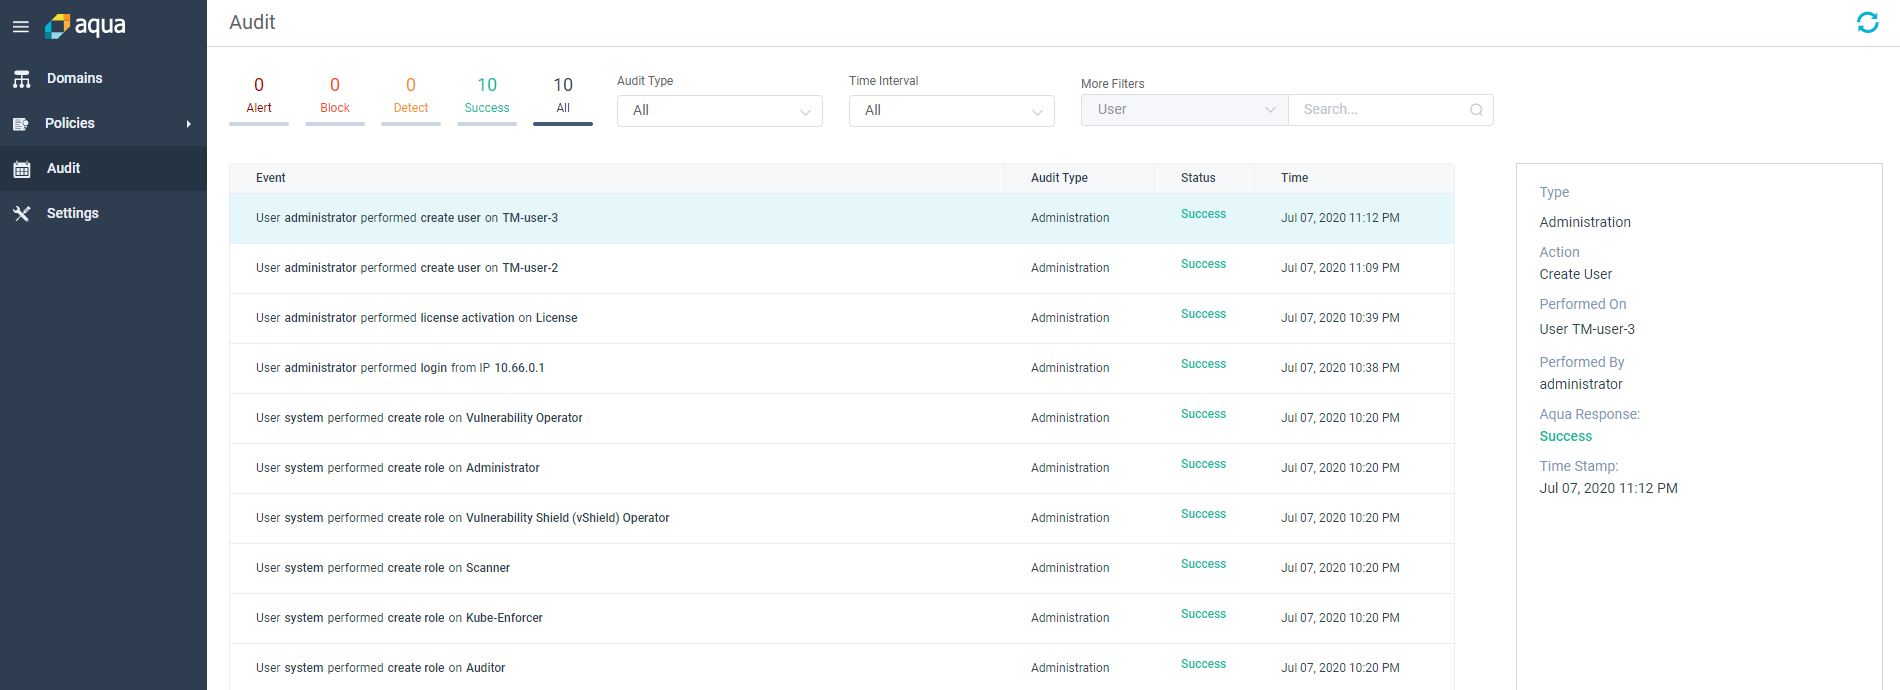 aqua
Audit
Domains
Policies
Audit
Settings
0 0 0 10 10
Alert Block Detect Success All
Audit Type
All
Time Interval
All
More Filters
User Search...
Event Audit Type Status Time
User administrator performed create user on TM-user-3 Administration Success Jul 07, 2020 11:12 PM
User administrator performed create user on TM-user-2 Administration Success Jul 07, 2020 11:09 PM
User administrator performed license activation on License Administration Success Jul 07, 2020 10:39 PM
User administrator performed login from IP 10.66.0.1 Administration Success Jul 07, 2020 10:38 PM
User system performed create role on Vulnerability Operator Administration Success Jul 07, 2020 10:20 PM
User system performed create role on Administrator Administration Success Jul 07, 2020 10:20 PM
User system performed create role on Vulnerability Shield (vShield) Operator Administration Success Jul 07, 2020 10:20 PM
User system performed create role on Scanner Administration Success Jul 07, 2020 10:20 PM
User system performed create role on Kube-Enforcer Administration Success Jul 07, 2020 10:20 PM
User system performed create role on Auditor Administration Success Jul 07, 2020 10:20 PM
Type
Administration
Action
Create User
Performed On
User TM-user-3
Performed By
administrator
Aqua Response:
Success
Time Stamp:
Jul 07, 2020 11:12 PM